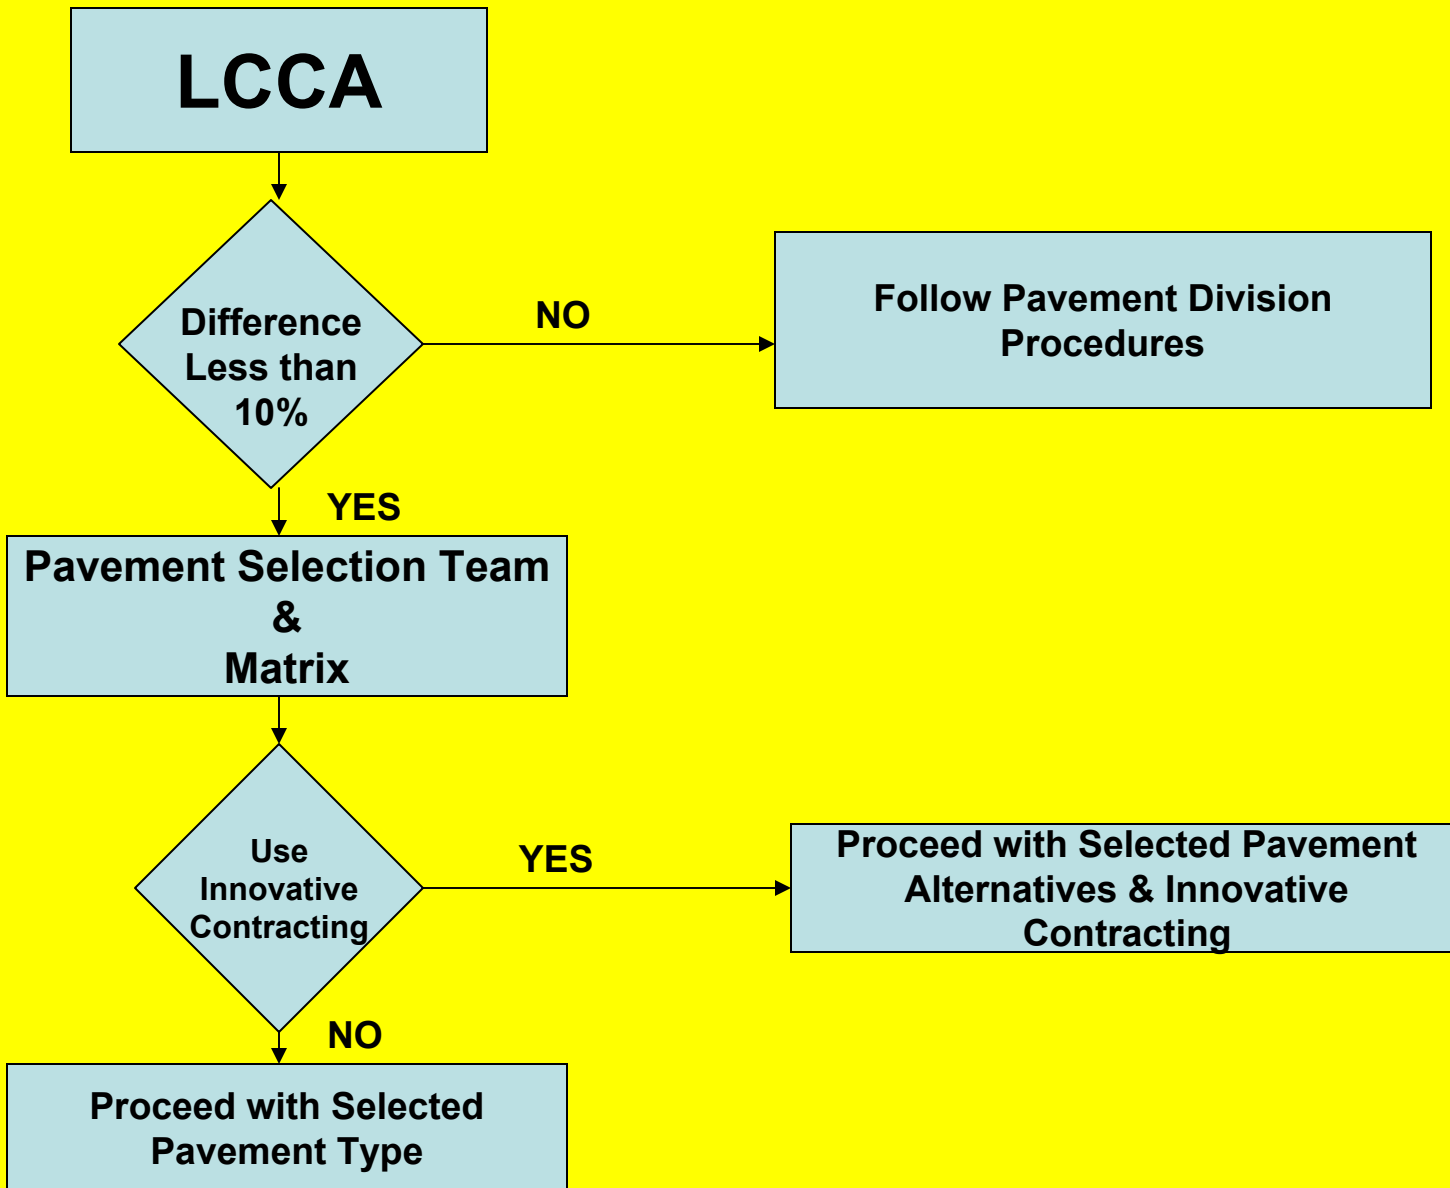 LCCA
Difference
Less than
10%
NO
Follow Pavement Division
Procedures
YES
Pavement Selection Team
&
Matrix
Use
Innovative
Contracting
YES
Proceed with Selected Pavement
Alternatives & Innovative
Contracting
NO
Proceed with Selected
Pavement Type